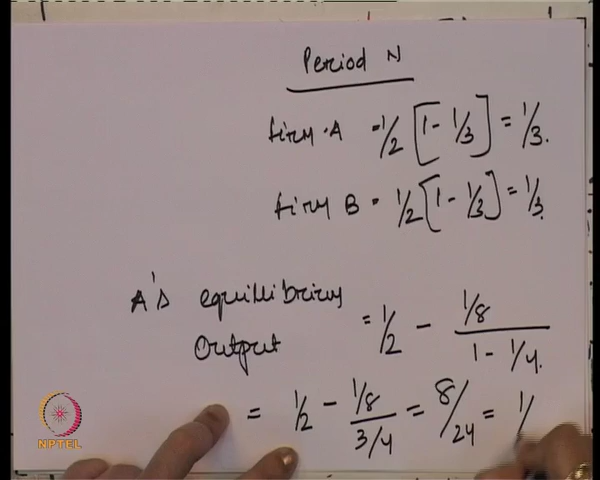 Period N
firm A = 1/2 [1 - 1/3] = 1/3.
firm B = 1/2 [1 - 1/3] = 1/3.
A's equillibrium
Output = 1/2 - (1/8)/(1 - 1/4.)
= 1/2 - (1/8)/(3/4) = 8/24 = 1/
NPTEL